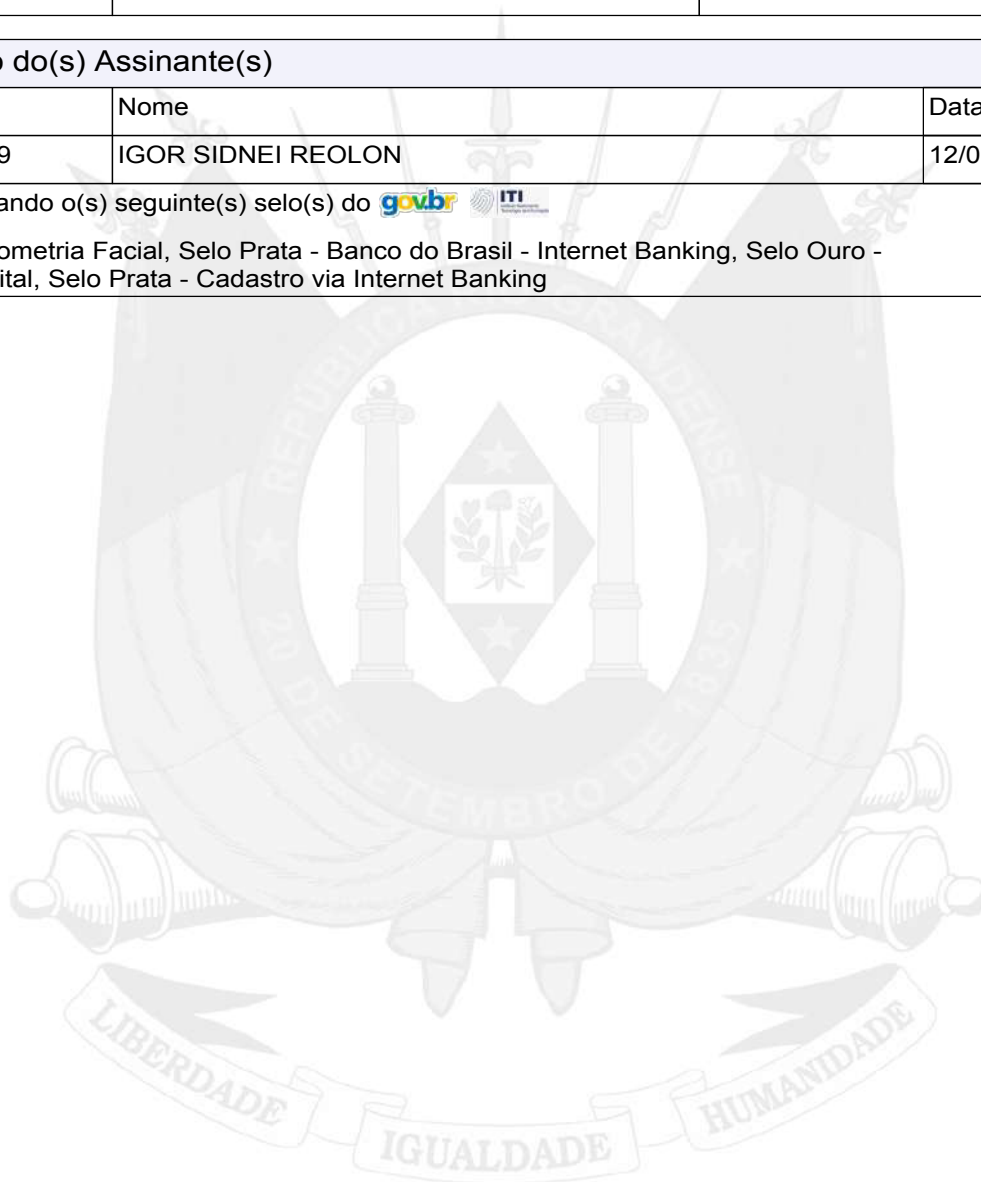 o do(s) Assinante(s)
Nome Data
9 IGOR SIDNEI REOLON 12/0
ando o(s) seguinte(s) selo(s) do gov.br ITI
ometria Facial, Selo Prata - Banco do Brasil - Internet Banking, Selo Ouro -
ital, Selo Prata - Cadastro via Internet Banking
REPÚBLICA RIO GRANDENSE
20 DE SETEMBRO DE 1835
LIBERDADE IGUALDADE HUMANIDADE